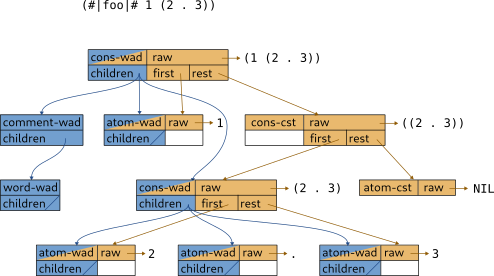 (#|foo|# 1 (2 . 3))
cons-wad raw (1 (2 . 3))
children first rest
comment-wad atom-wad raw 1 cons-cst raw ((2 . 3))
children children first rest
word-wad cons-wad raw (2 . 3) atom-cst raw NIL
children children first rest
atom-wad raw 2 atom-wad raw . atom-wad raw 3
children children children